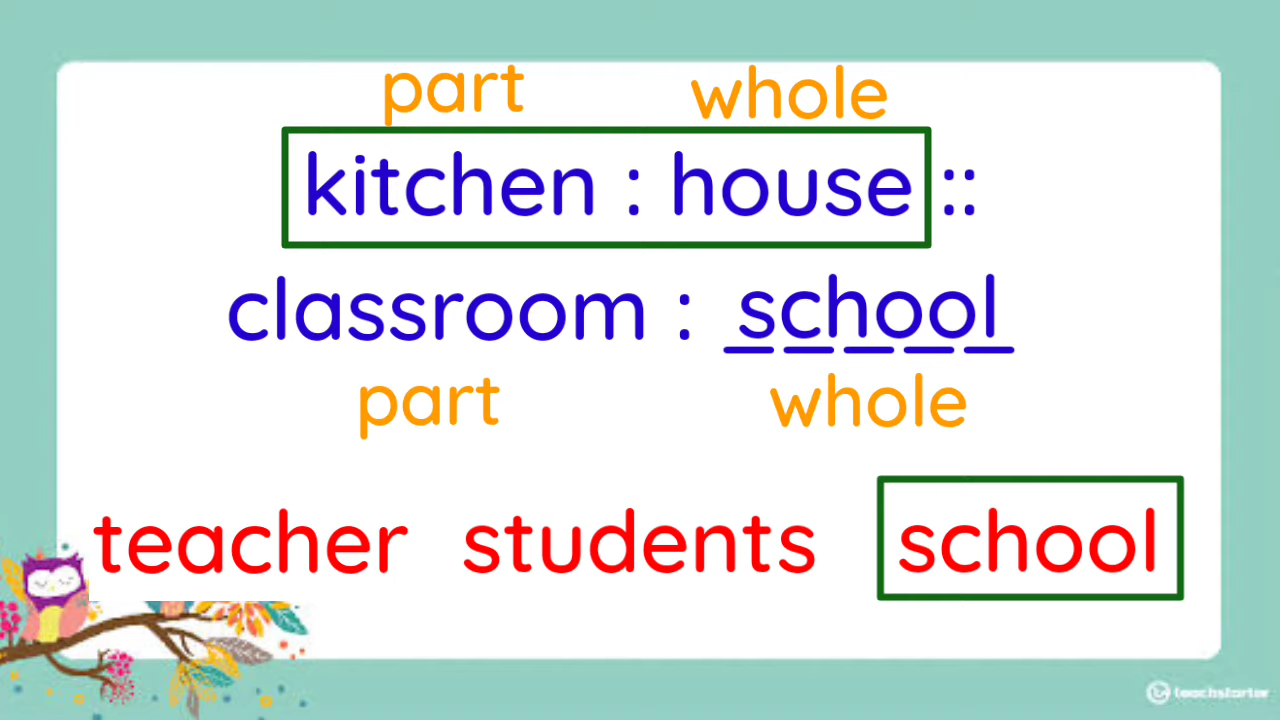 part whole
kitchen : house ::
classroom : school
part whole
teacher students school
teachstarter